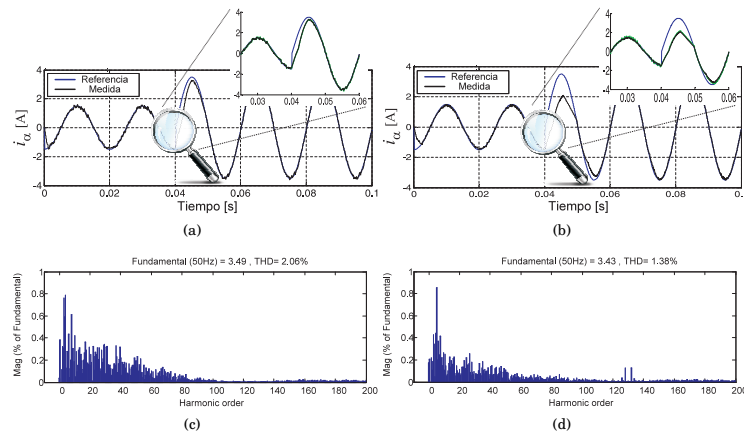 4
2
0
-2
-4
0.03
0.04
0.05
0.06
4
2
0
-2
-4
iα [A]
Referencia
Medida
0
0.02
0.04
0.06
0.08
0.1
Tiempo [s]
(a)
4
2
0
-2
-4
0.03
0.04
0.05
0.06
4
2
0
-2
-4
iα [A]
Referencia
Medida
0
0.02
0.04
0.06
0.08
0.1
Tiempo [s]
(b)
Fundamental (50Hz) = 3.49 , THD= 2.06%
Mag (% of Fundamental)
1
0.8
0.6
0.4
0.2
0
0 20 40 60 80 100 120 140 160 180 200
Harmonic order
(c)
Fundamental (50Hz) = 3.43 , THD= 1.38%
Mag (% of Fundamental)
1
0.8
0.6
0.4
0.2
0
0 20 40 60 80 100 120 140 160 180 200
Harmonic order
(d)